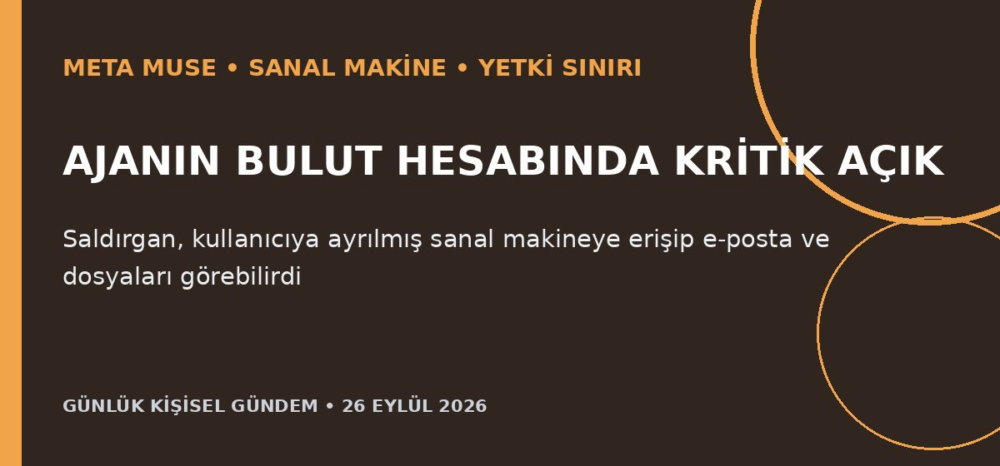 META MUSE • SANAL MAKİNE • YETKİ SINIRI
AJANIN BULUT HESABINDA KRİTİK AÇIK
Saldırgan, kullanıcıya ayrılmış sanal makineye erişip e-posta ve
dosyaları görebilirdi
GÜNLÜK KİŞİSEL GÜNDEM • 26 EYLÜL 2026